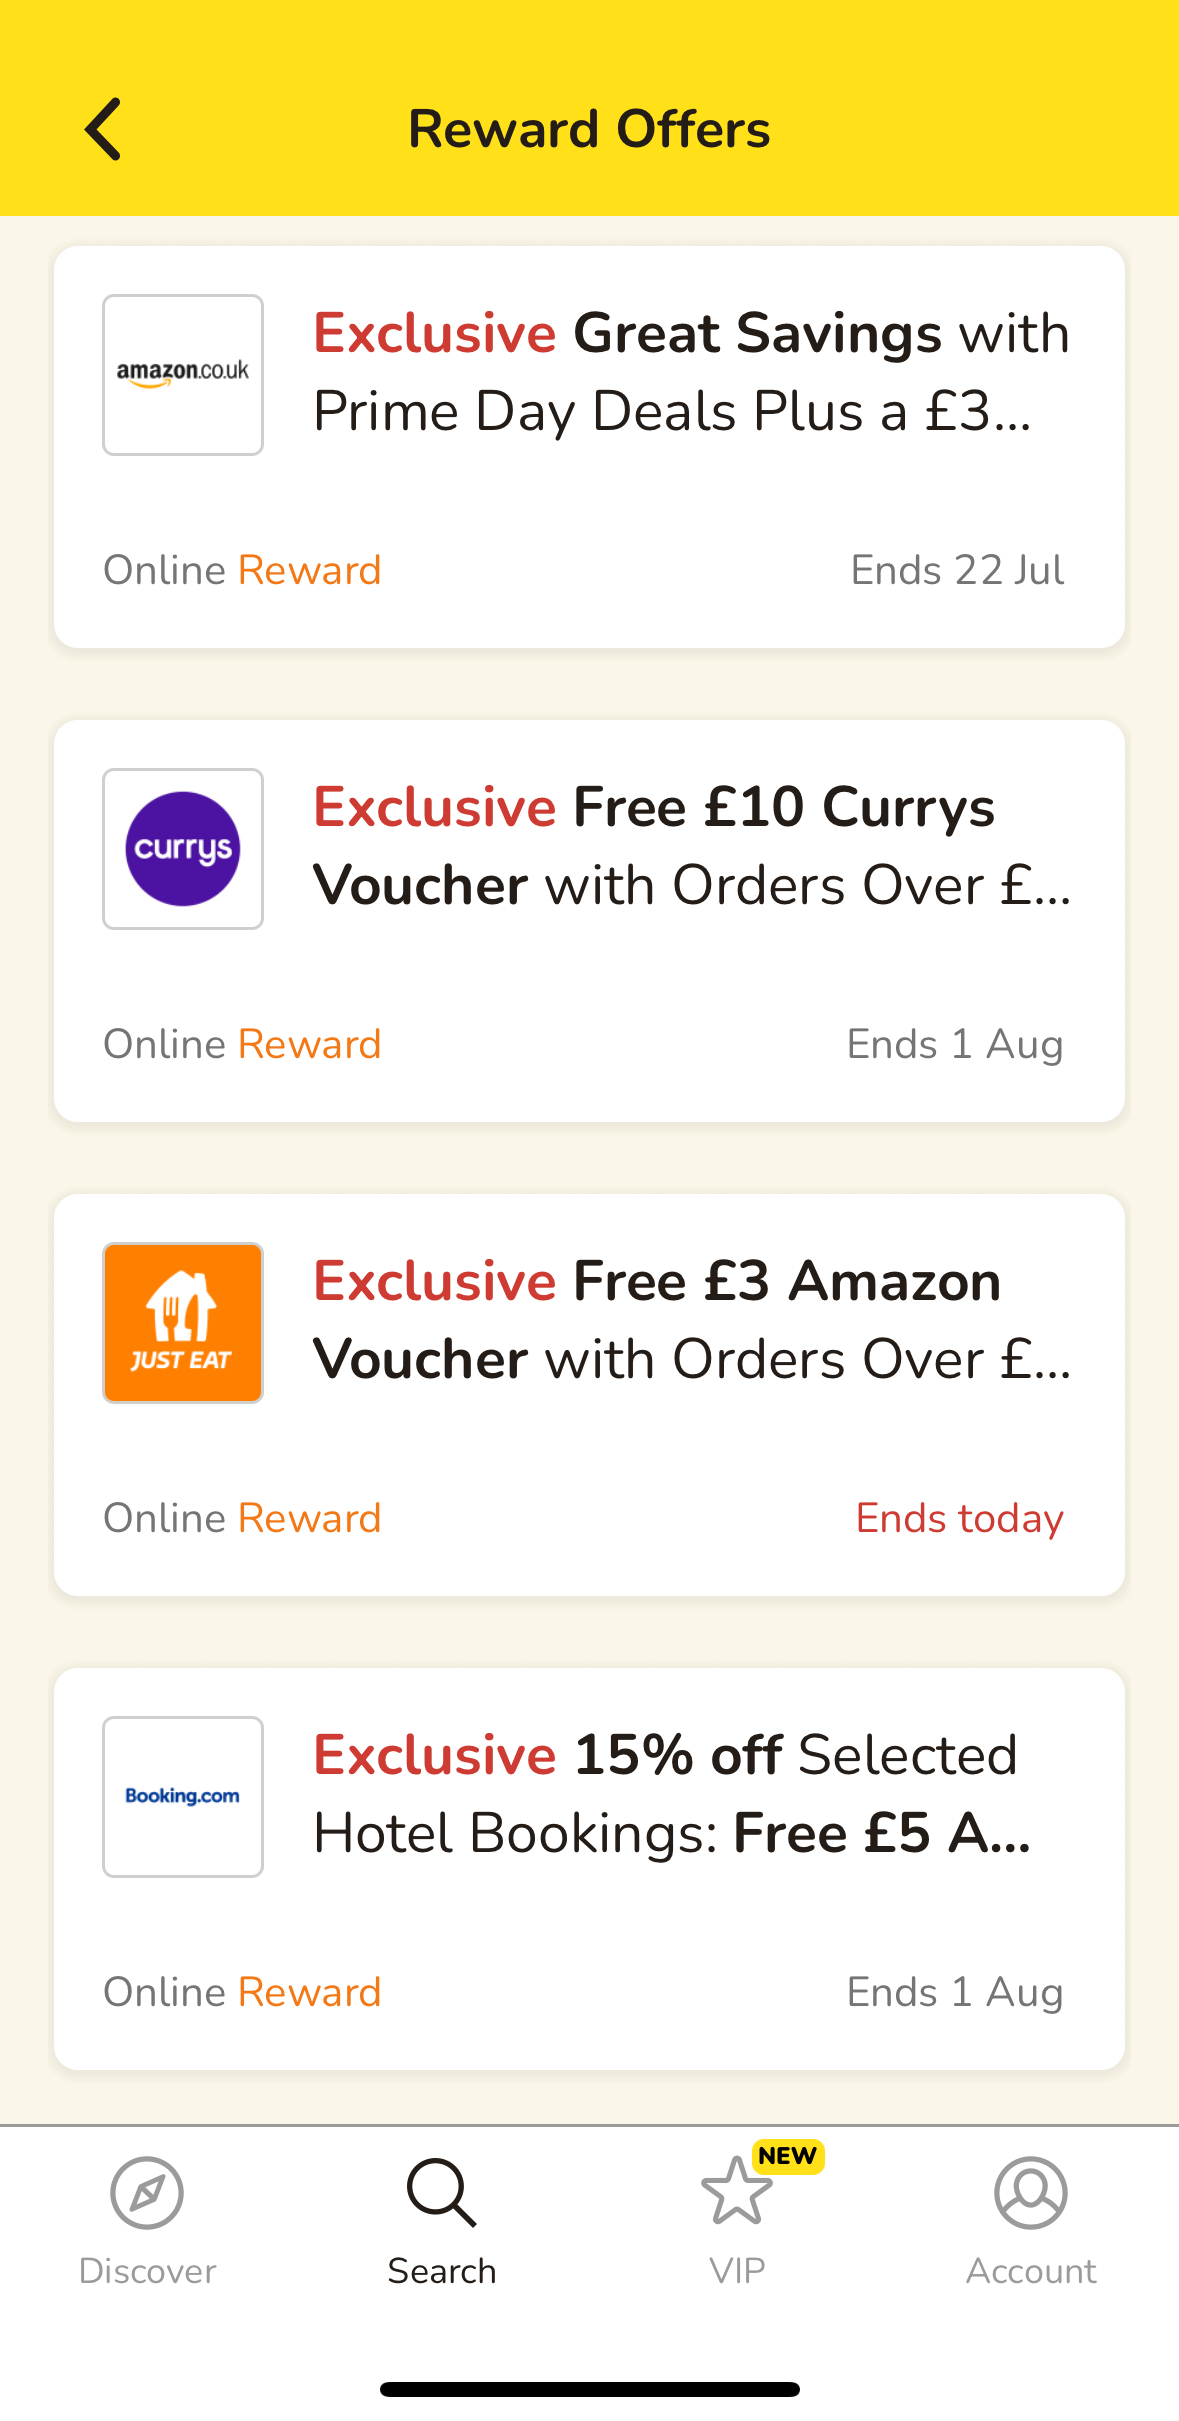 Reward Offers
amazon.co.uk
Exclusive Great Savings with
Prime Day Deals Plus a £3...
Online Reward
Ends 22 Jul
currys
Exclusive Free £10 Currys
Voucher with Orders Over £...
Online Reward
Ends 1 Aug
JUST EAT
Exclusive Free £3 Amazon
Voucher with Orders Over £...
Online Reward
Ends today
Booking.com
Exclusive 15% off Selected
Hotel Bookings: Free £5 A...
Online Reward
Ends 1 Aug
NEW
Discover
Search
VIP
Account